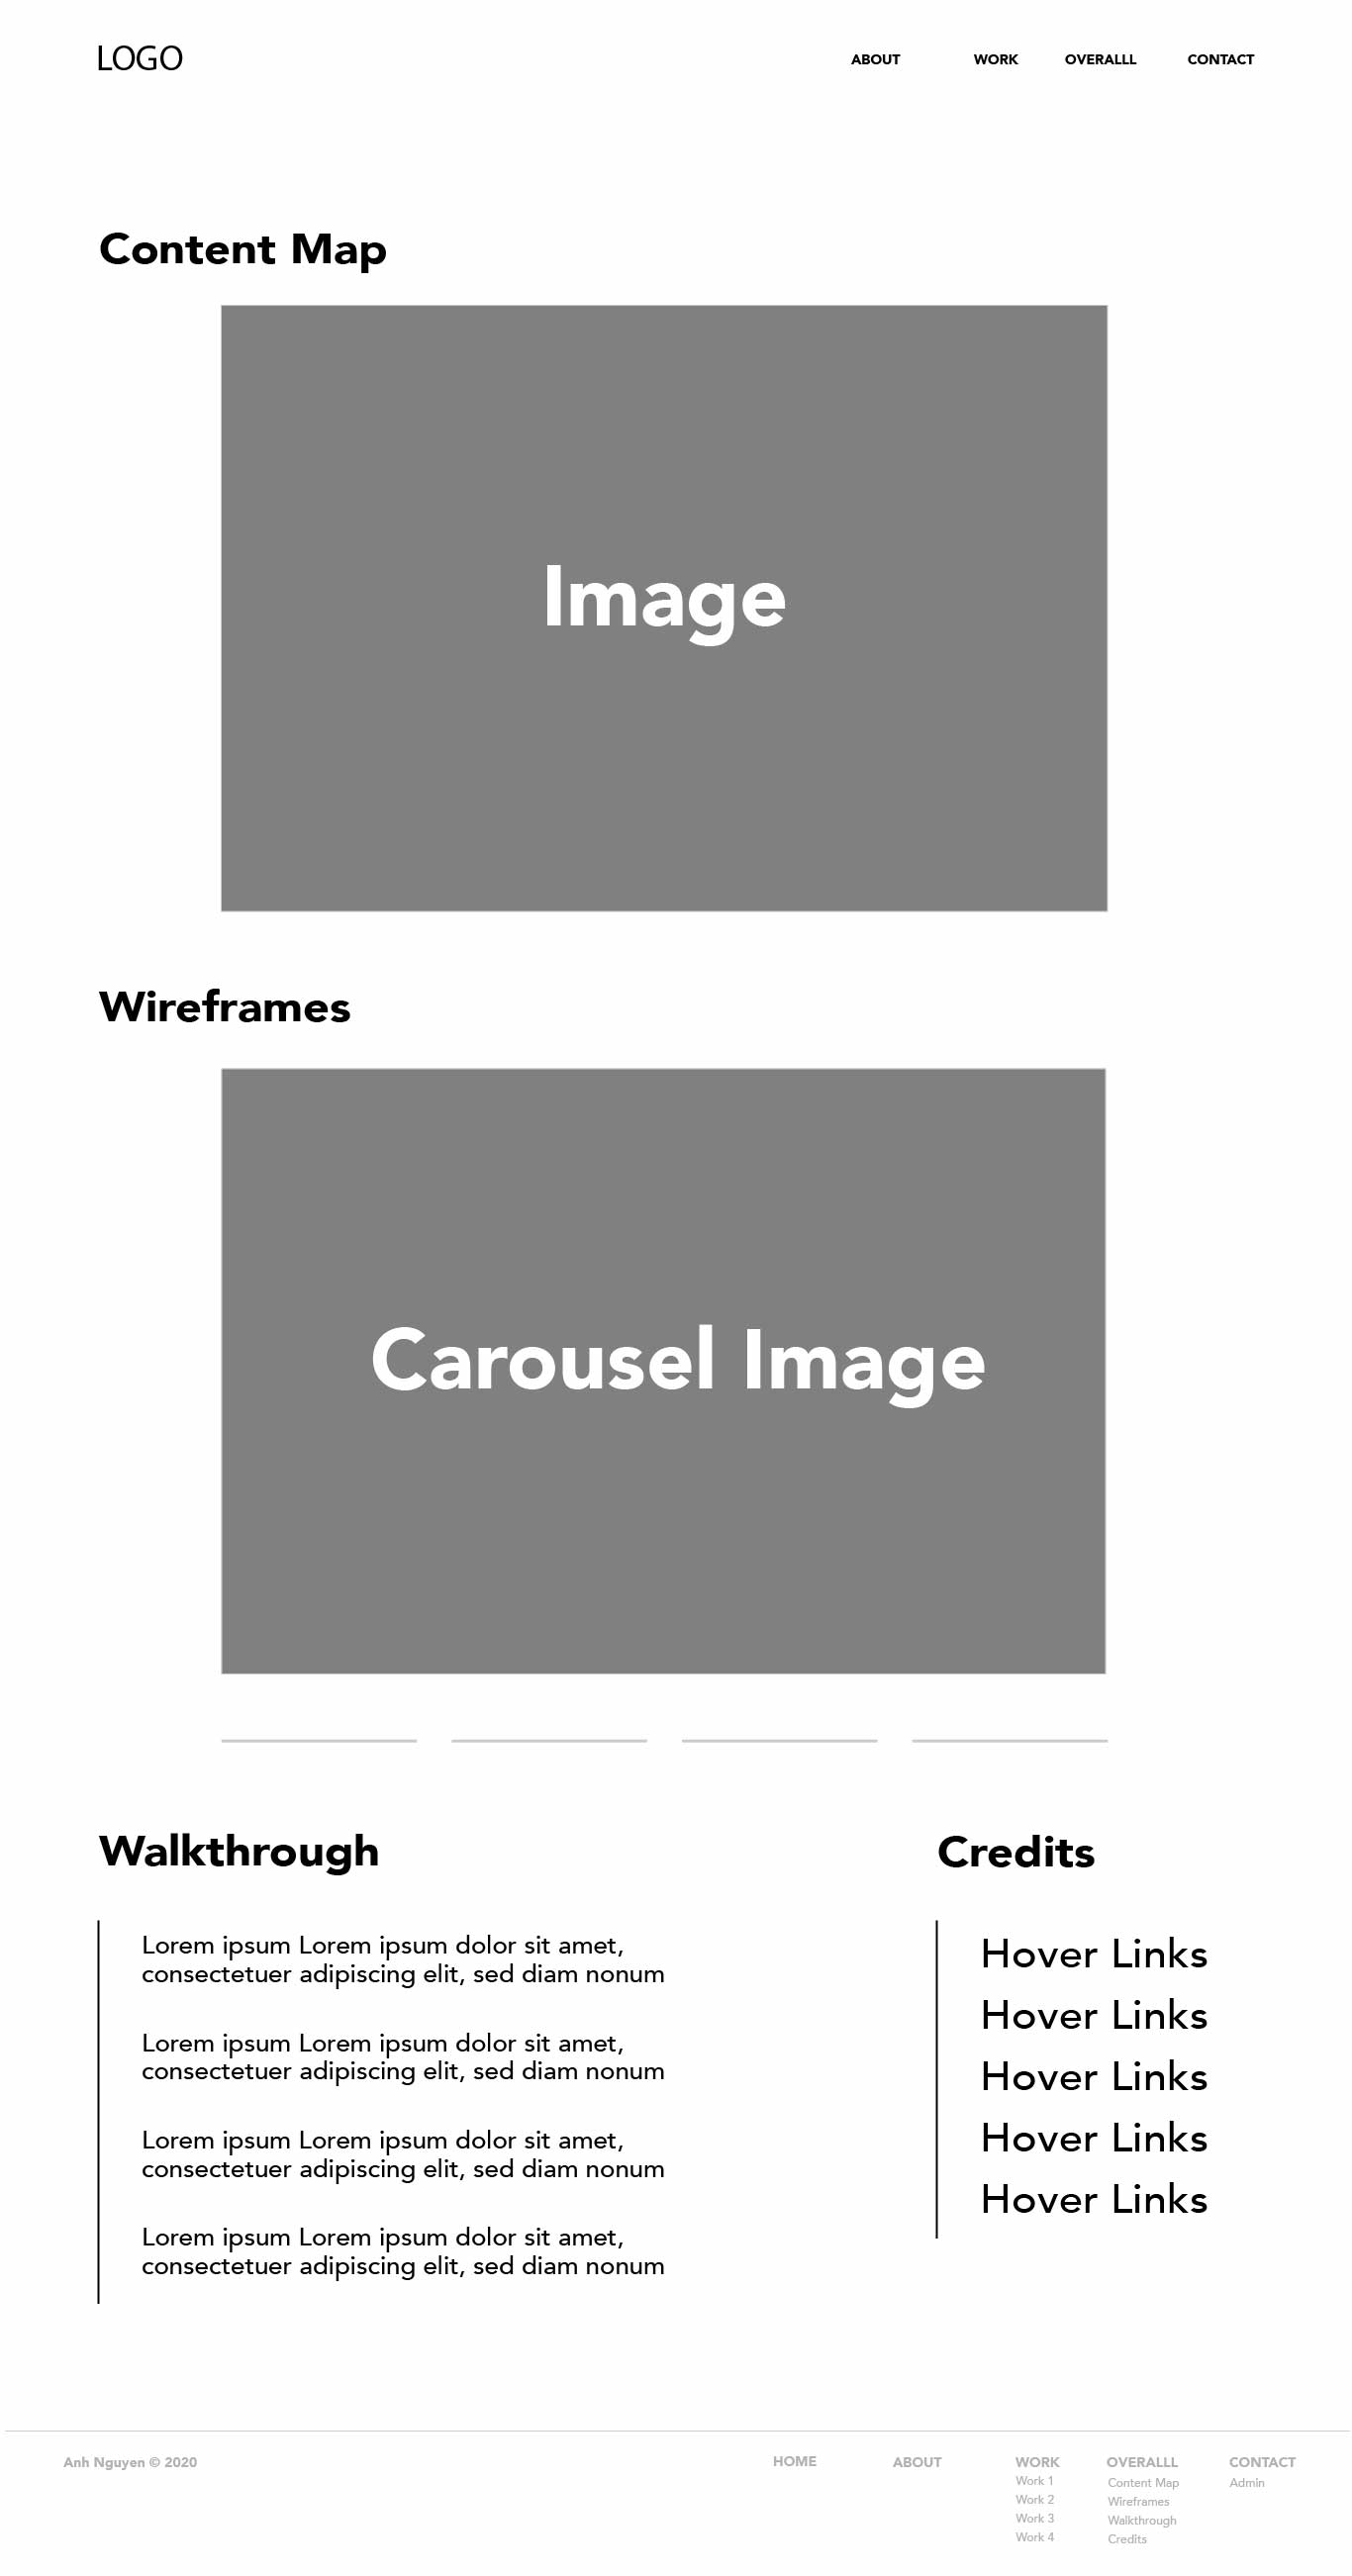 LOGO
ABOUT WORK OVERALLL CONTACT
Content Map
Image
Wireframes
Carousel Image
Walkthrough
Lorem ipsum Lorem ipsum dolor sit amet,
consectetuer adipiscing elit, sed diam nonum
Lorem ipsum Lorem ipsum dolor sit amet,
consectetuer adipiscing elit, sed diam nonum
Lorem ipsum Lorem ipsum dolor sit amet,
consectetuer adipiscing elit, sed diam nonum
Lorem ipsum Lorem ipsum dolor sit amet,
consectetuer adipiscing elit, sed diam nonum
Credits
Hover Links
Hover Links
Hover Links
Hover Links
Hover Links
Anh Nguyen © 2020
HOME
ABOUT
WORK
Work 1
Work 2
Work 3
Work 4
OVERALLL
Content Map
Wireframes
Walkthrough
Credits
CONTACT
Admin